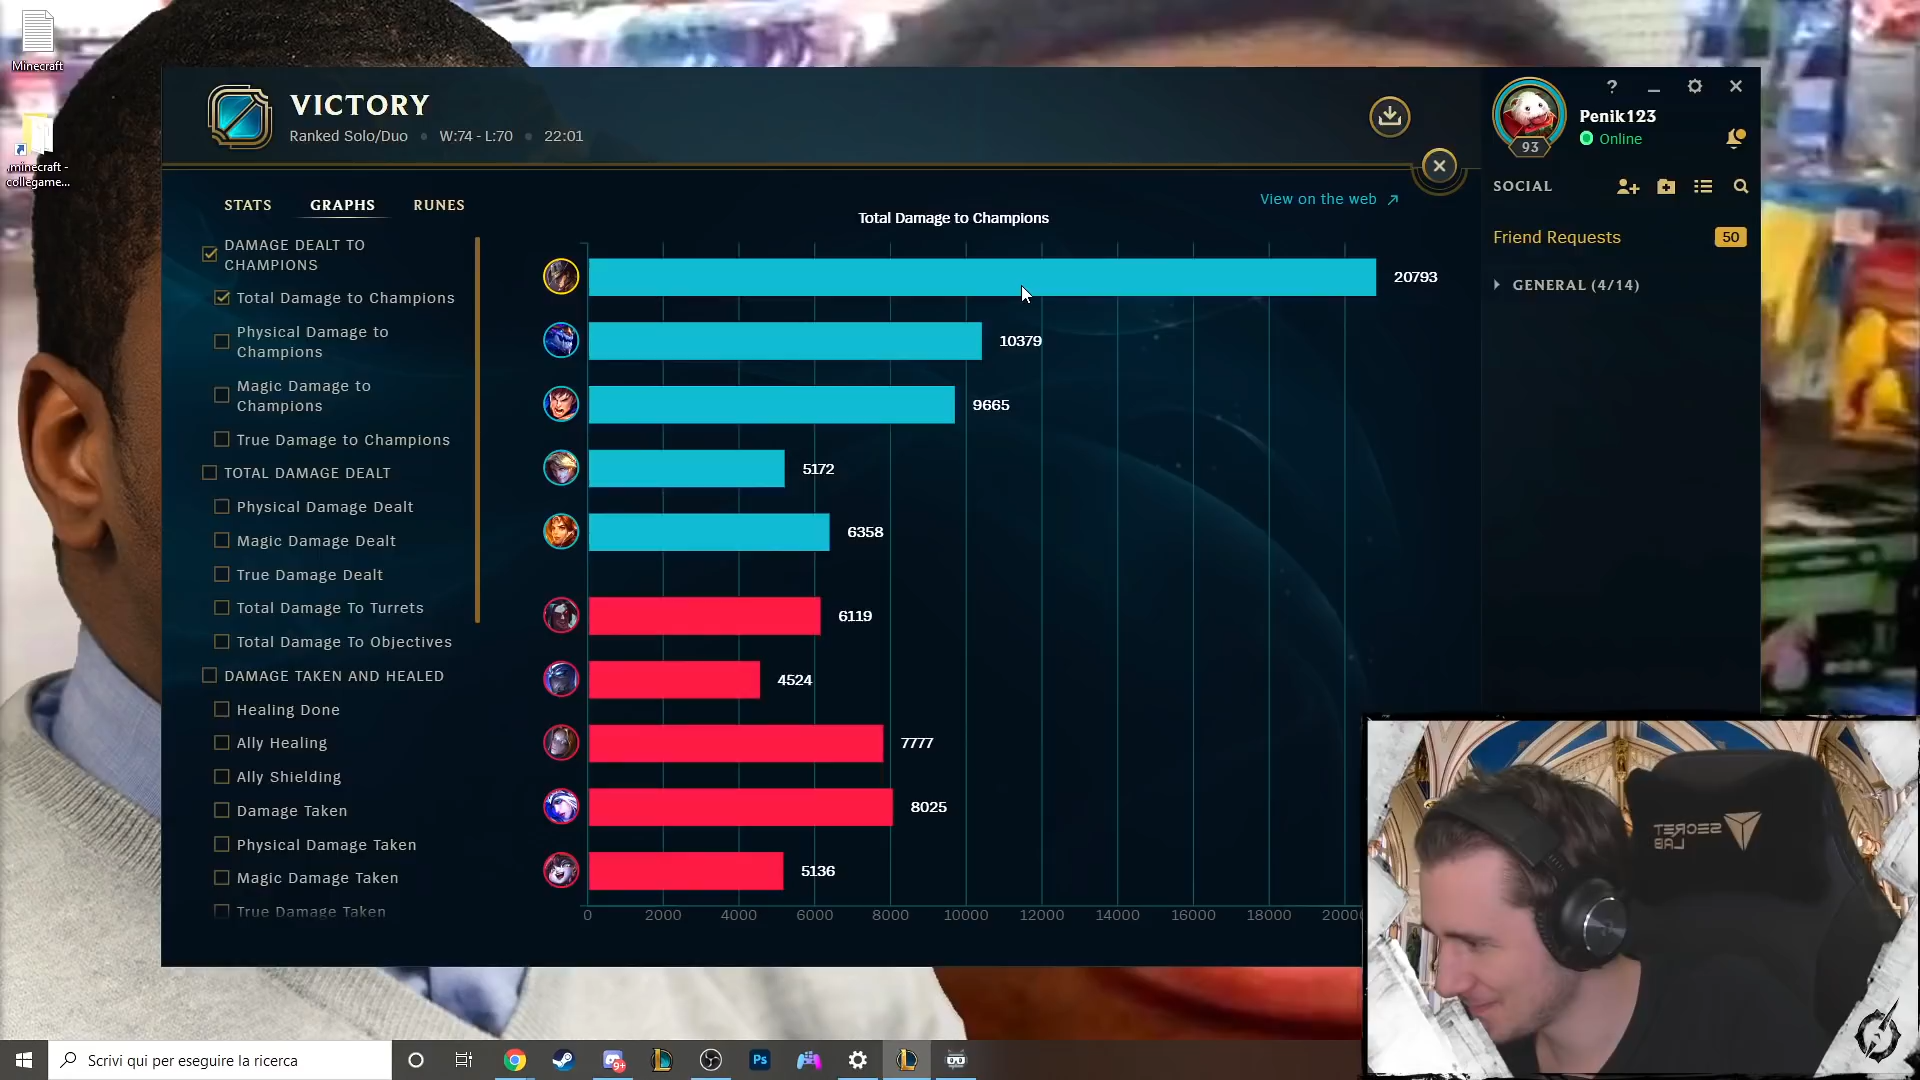 Minecraft
.minecraft -
collegame...
VICTORY
Ranked Solo/Duo • W:74 - L:70 • 22:01
Penik123
Online
93
STATS
GRAPHS
RUNES
View on the web
SOCIAL
Total Damage to Champions
Friend Requests
50
GENERAL (4/14)
DAMAGE DEALT TO
CHAMPIONS
Total Damage to Champions
Physical Damage to
Champions
Magic Damage to
Champions
True Damage to Champions
TOTAL DAMAGE DEALT
Physical Damage Dealt
Magic Damage Dealt
True Damage Dealt
Total Damage To Turrets
Total Damage To Objectives
DAMAGE TAKEN AND HEALED
Healing Done
Ally Healing
Ally Shielding
Damage Taken
Physical Damage Taken
Magic Damage Taken
True Damage Taken
20793
10379
9665
5172
6358
6119
4524
7777
8025
5136
0 2000 4000 6000 8000 10000 12000 14000 16000 18000 20000
SECRET
LAB
Scrivi qui per eseguire la ricerca
9+
Ps